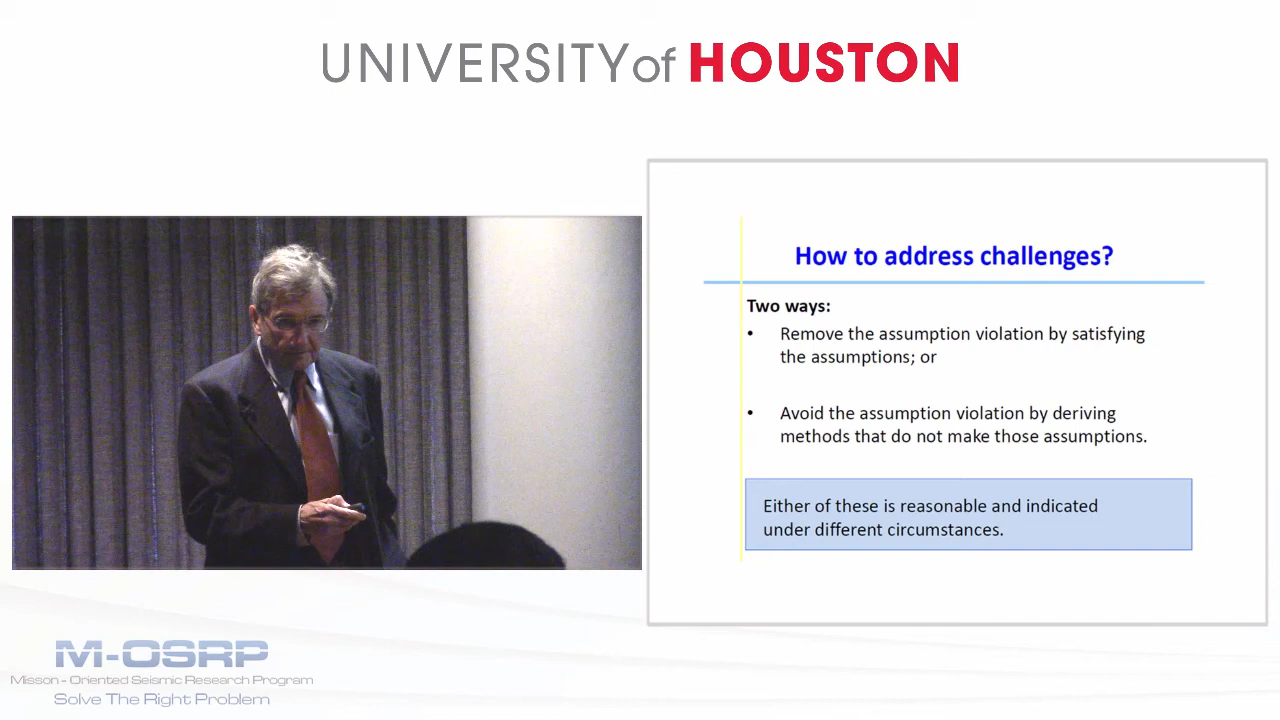 UNIVERSITY of HOUSTON
How to address challenges?
Two ways:
• Remove the assumption violation by satisfying
the assumptions; or
• Avoid the assumption violation by deriving
methods that do not make those assumptions.
Either of these is reasonable and indicated
under different circumstances.
M-OSRP
Misson - Oriented Seismic Research Program
Solve The Right Problem